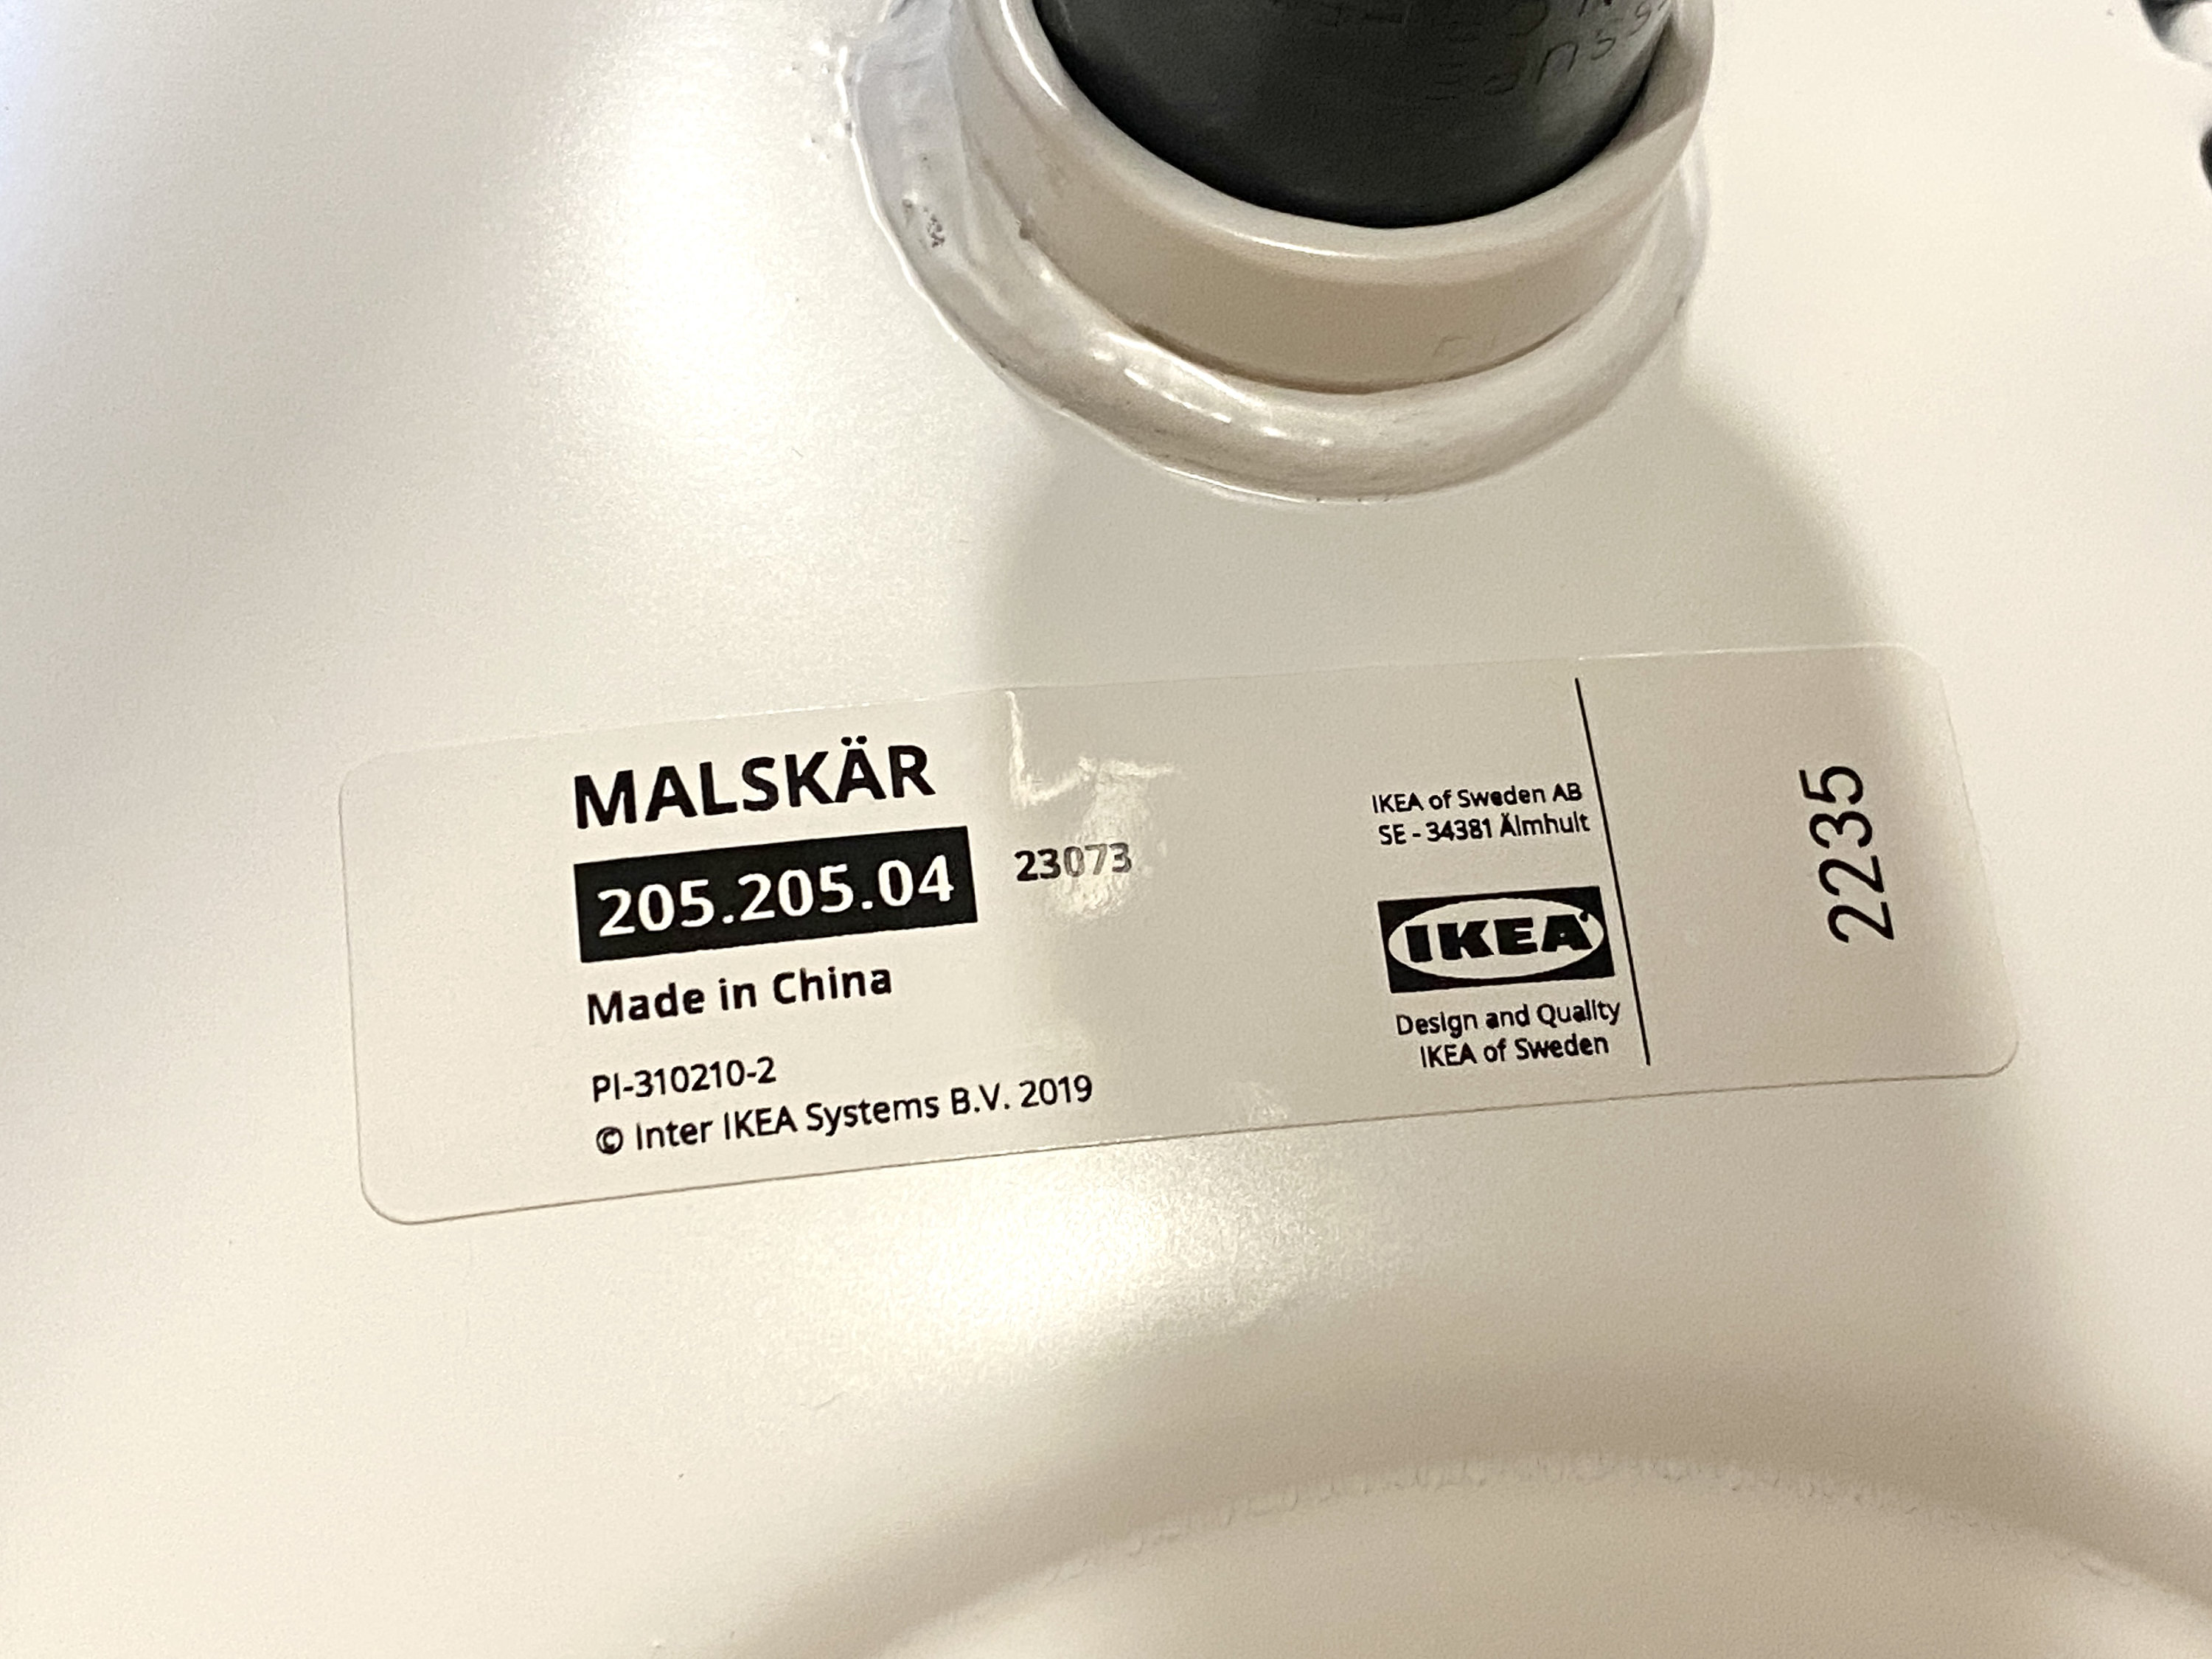 MALSKÄR
205.205.04
23073
Made in China
PI-310210-2
© Inter IKEA Systems B.V. 2019
IKEA of Sweden AB
SE - 34381 Älmhult
IKEA
Design and Quality
IKEA of Sweden
2235